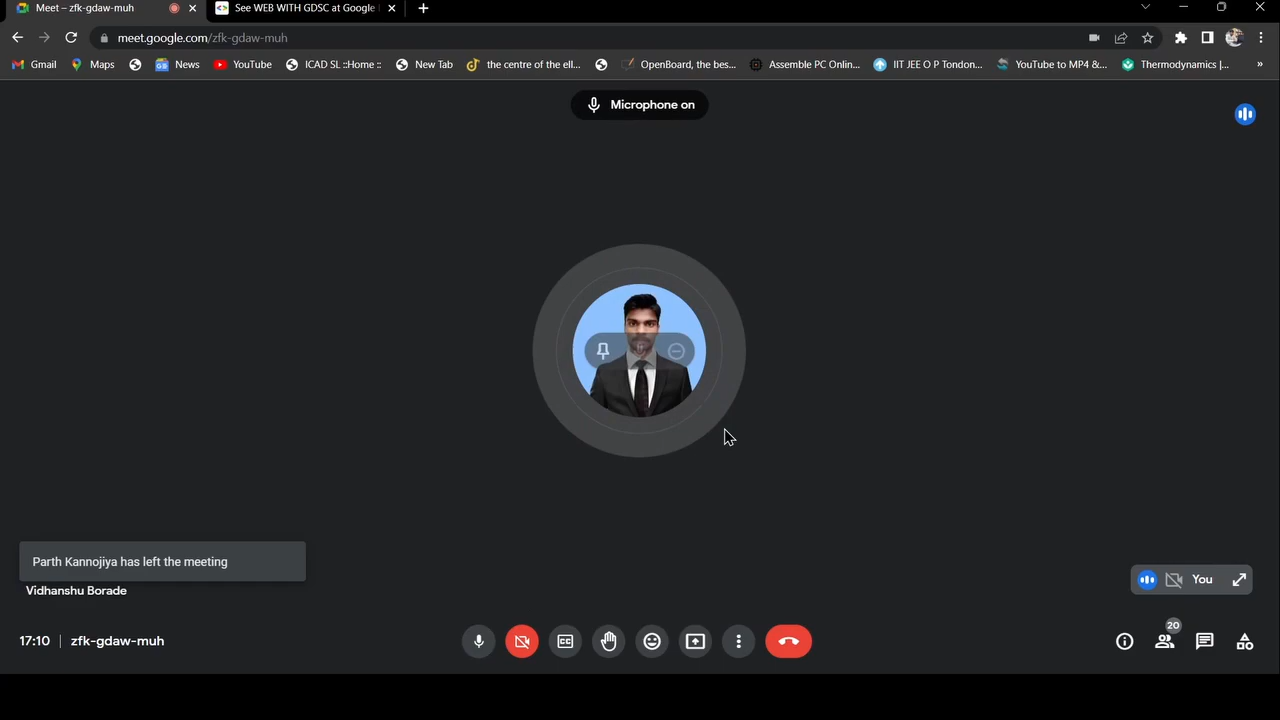 Meet – zfk-gdaw-muh
See WEB WITH GDSC at Google
meet.google.com/zfk-gdaw-muh
Gmail
Maps
News
YouTube
ICAD SL ::Home ::
New Tab
the centre of the ell...
OpenBoard, the bes...
Assemble PC Onlin...
IIT JEE O P Tondon...
YouTube to MP4 &...
Thermodynamics |...
»
Microphone on
Parth Kannojiya has left the meeting
Vidhanshu Borade
You
17:10 | zfk-gdaw-muh
CC
20